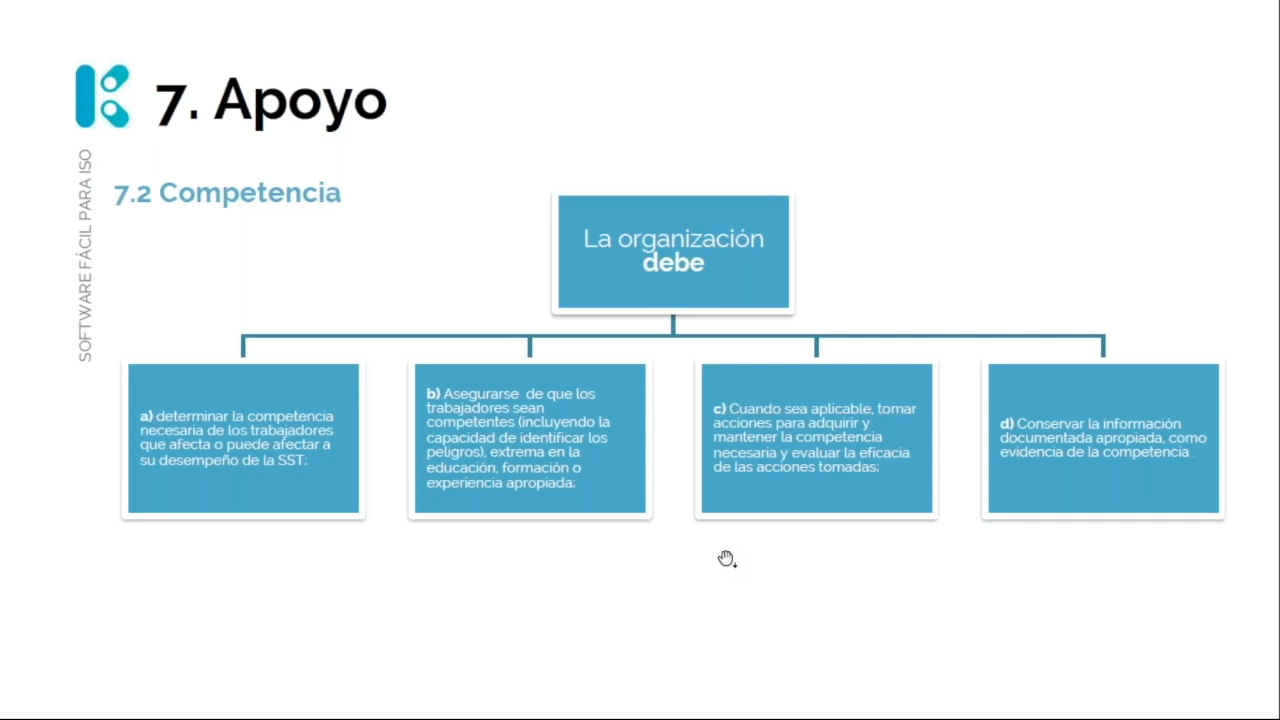 7. Apoyo
SOFTWARE FÁCIL PARA ISO
7.2 Competencia
La organización
debe
a) determinar la competencia
necesaria de los trabajadores
que afecta o puede afectar a
su desempeño de la SST;
b) Asegurarse de que los
trabajadores sean
competentes (incluyendo la
capacidad de identificar los
peligros), extrema en la
educación, formación o
experiencia apropiada;
c) Cuando sea aplicable, tomar
acciones para adquirir y
mantener la competencia
necesaria y evaluar la eficacia
de las acciones tomadas;
d) Conservar la información
documentada apropiada, como
evidencia de la competencia .